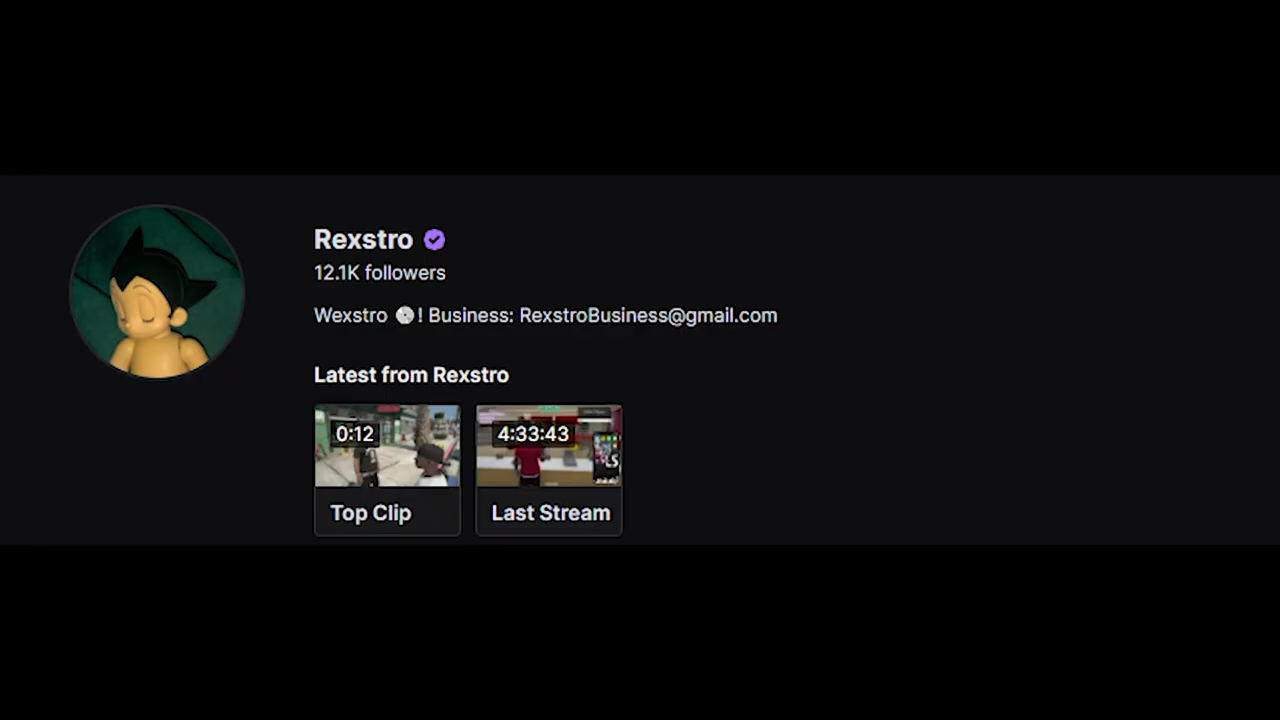 Rexstro
12.1K followers
Wexstro ! Business: RexstroBusiness@gmail.com
Latest from Rexstro
0:12
4:33:43
LS
Top Clip
Last Stream